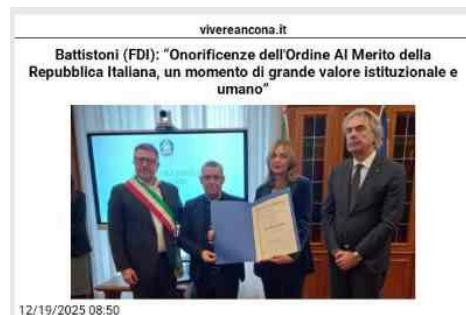 vivereancona.it
Battistoni (FDI): “Onorificenze dell'Ordine Al Merito della
Repubblica Italiana, un momento di grande valore istituzionale e
umano”
12/19/2025 08:50